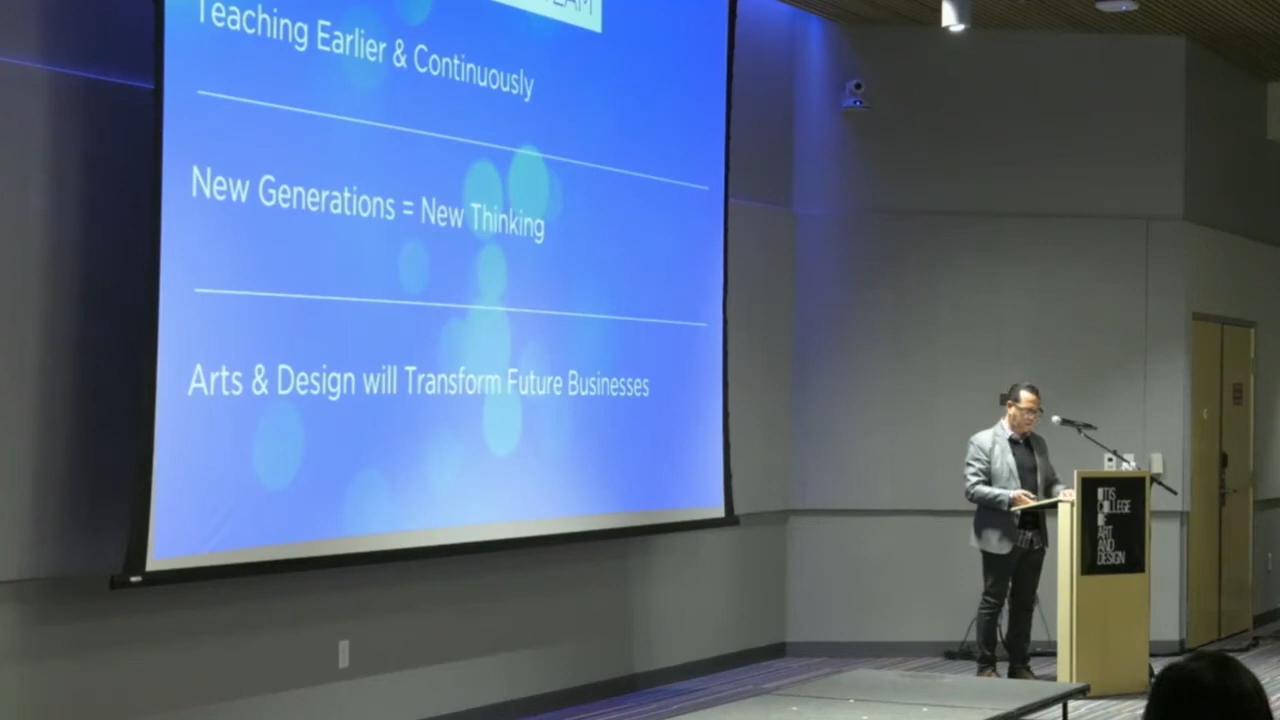 TEAM
Teaching Earlier & Continuously
New Generations = New Thinking
Arts & Design will Transform Future Businesses
OTIS
COLLEGE
OF
ART
AND
DESIGN